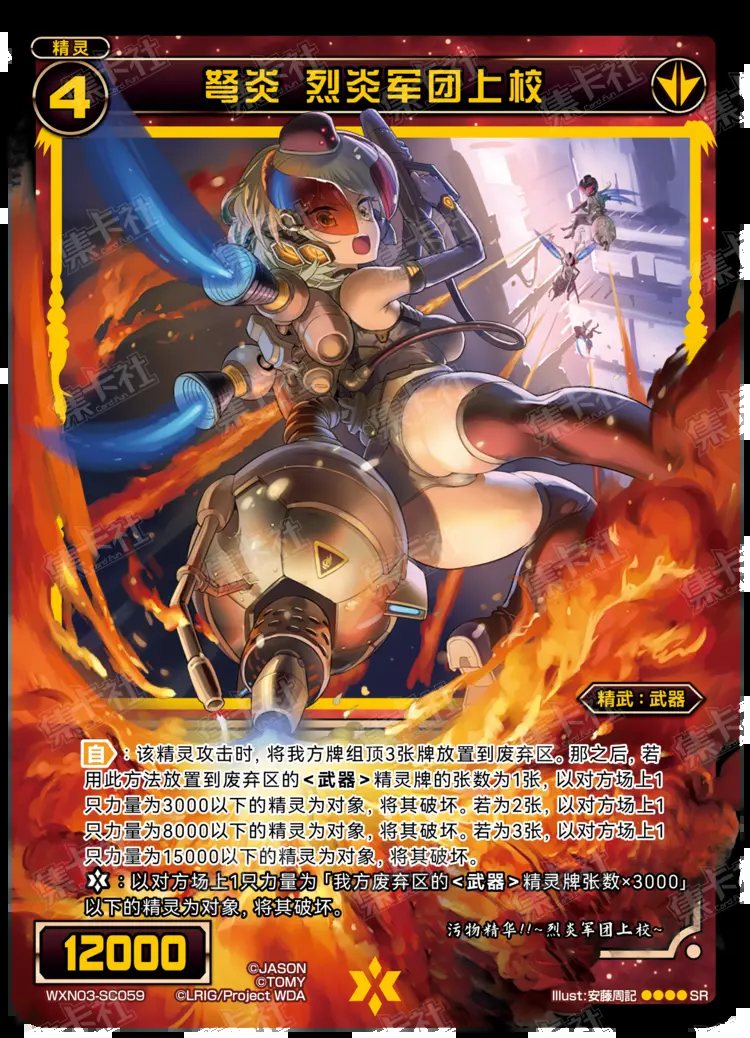 精灵
4
弩炎 烈炎军团上校
精武：武器
自：该精灵攻击时，将我方牌组顶3张牌放置到废弃区。那之后，若
用此方法放置到废弃区的<武器>精灵牌的张数为1张，以对方场上1
只力量为3000以下的精灵为对象，将其破坏。若为2张，以对方场上1
只力量为8000以下的精灵为对象，将其破坏。若为3张，以对方场上1
只力量为15000以下的精灵为对象，将其破坏。
：以对方场上1只力量为「我方废弃区的<武器>精灵牌张数×3000」
以下的精灵为对象，将其破坏。
污物精华!!~烈炎军团上校~
12000
©JASON
©TOMY
WXN03-SC059 ©LRIG/Project WDA
Illust:安藤周記 SR
集卡社
Card Fun